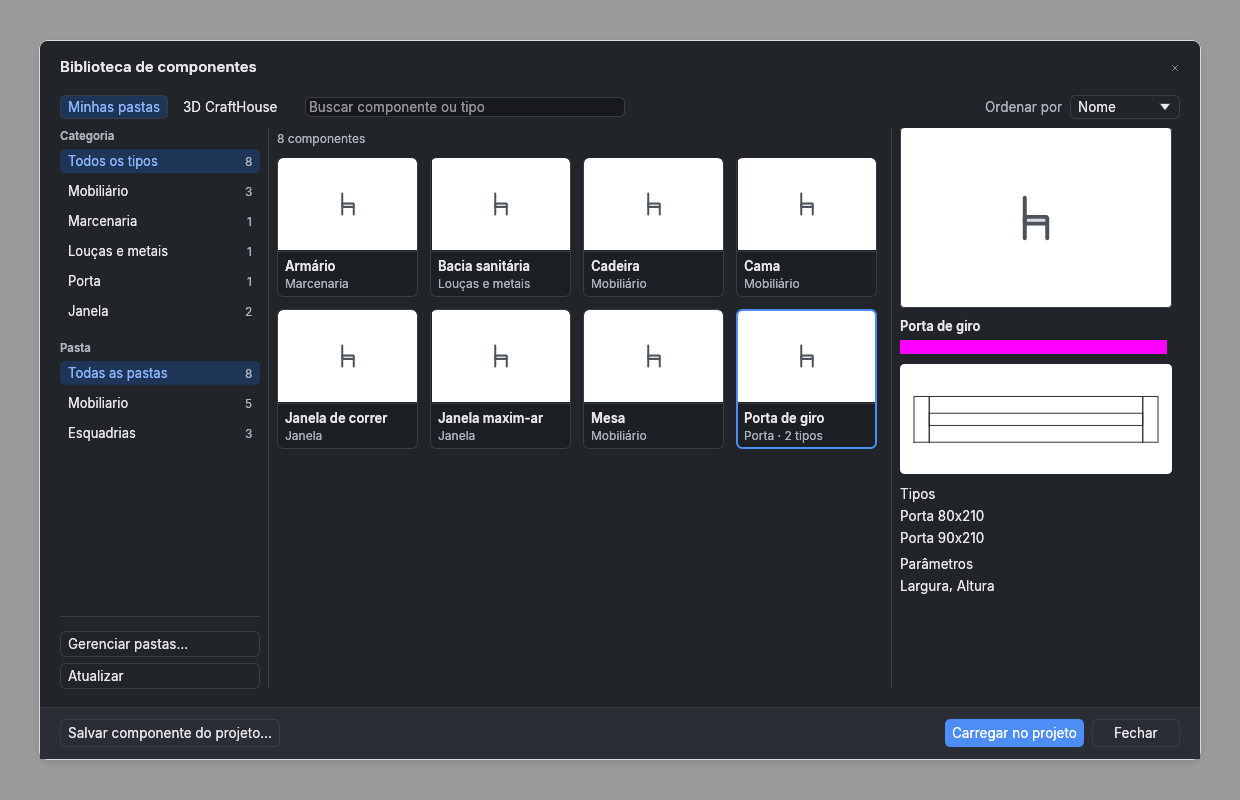 Biblioteca de componentes
×
Minhas pastas
3D CraftHouse
Buscar componente ou tipo
Ordenar por
Nome
Categoria
Todos os tipos 8
Mobiliário 3
Marcenaria 1
Louças e metais 1
Porta 1
Janela 2
Pasta
Todas as pastas 8
Mobiliario 5
Esquadrias 3
Gerenciar pastas...
Atualizar
8 componentes
Armário
Marcenaria
Bacia sanitária
Louças e metais
Cadeira
Mobiliário
Cama
Mobiliário
Janela de correr
Janela
Janela maxim-ar
Janela
Mesa
Mobiliário
Porta de giro
Porta · 2 tipos
Porta de giro
Tipos
Porta 80x210
Porta 90x210
Parâmetros
Largura, Altura
Salvar componente do projeto...
Carregar no projeto
Fechar